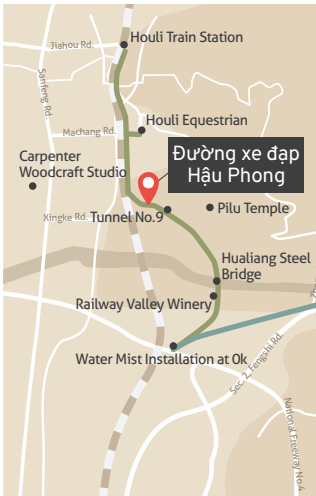 Houli Train Station
Jiahou Rd.
Sanfeng Rd.
Houli Equestrian
Machang Rd.
Đường xe đạp
Hậu Phong
Carpenter
Woodcraft Studio
Pilu Temple
Xingke Rd.
Tunnel No.9
Hualiang Steel
Bridge
Railway Valley Winery
Water Mist Installation at 0k
Sec. 2, Fengshi Rd.
National Freeway No.4